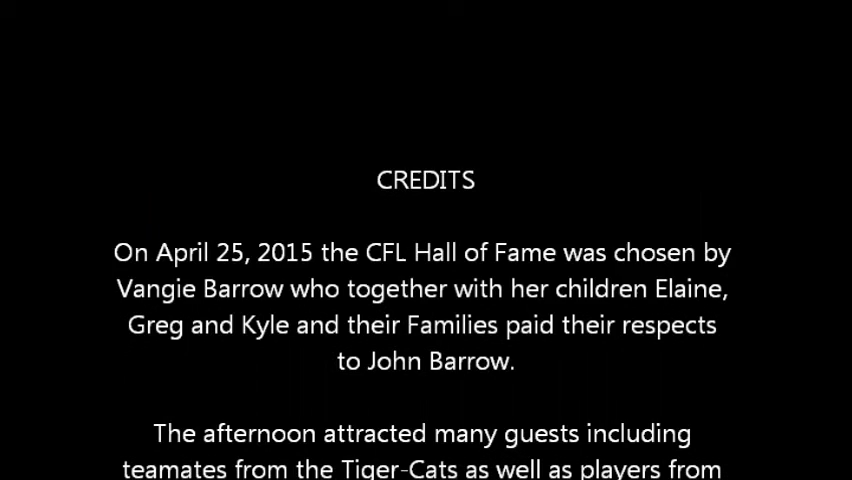 CREDITS
On April 25, 2015 the CFL Hall of Fame was chosen by
Vangie Barrow who together with her children Elaine,
Greg and Kyle and their Families paid their respects
to John Barrow.
The afternoon attracted many guests including
teamates from the Tiger-Cats as well as players from